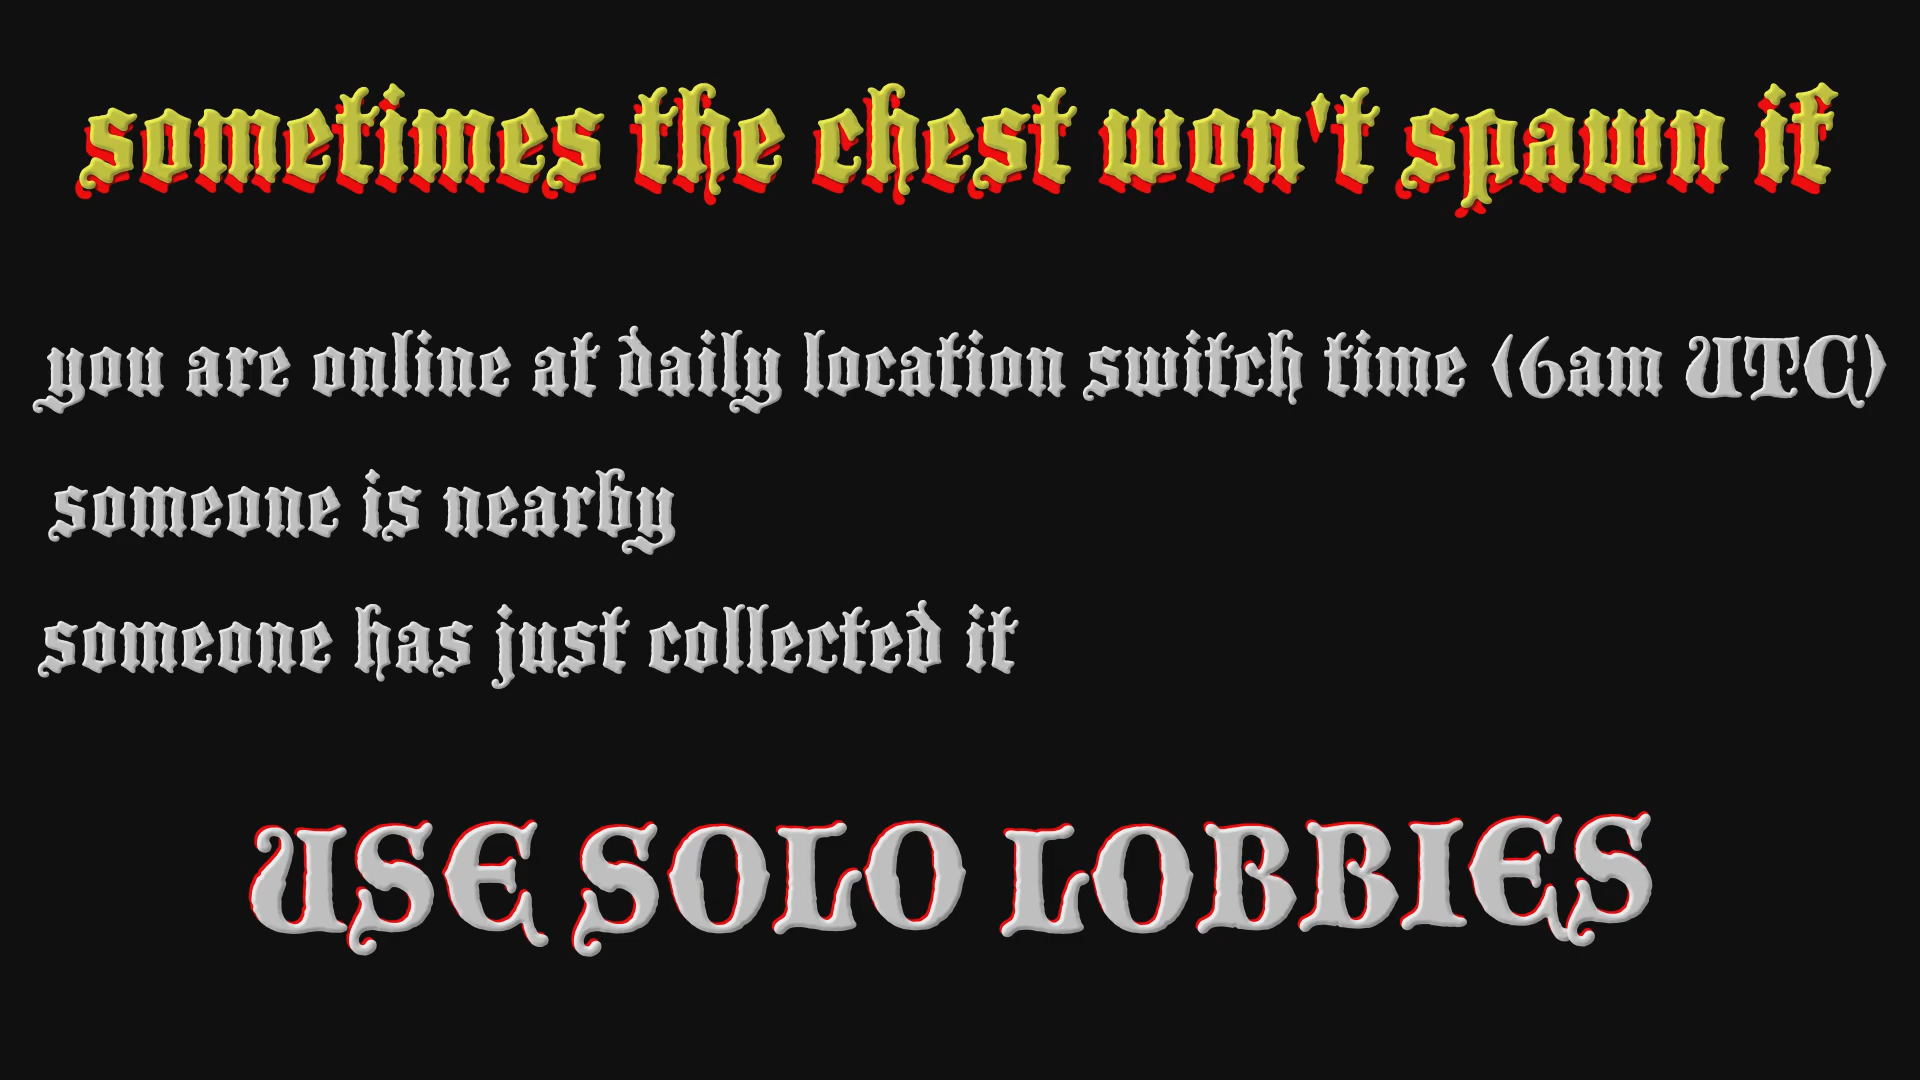 sometimes the chest won't spawn if
you are online at daily location switch time (6am UTC)
someone is nearby
someone has just collected it
USE SOLO LOBBIES